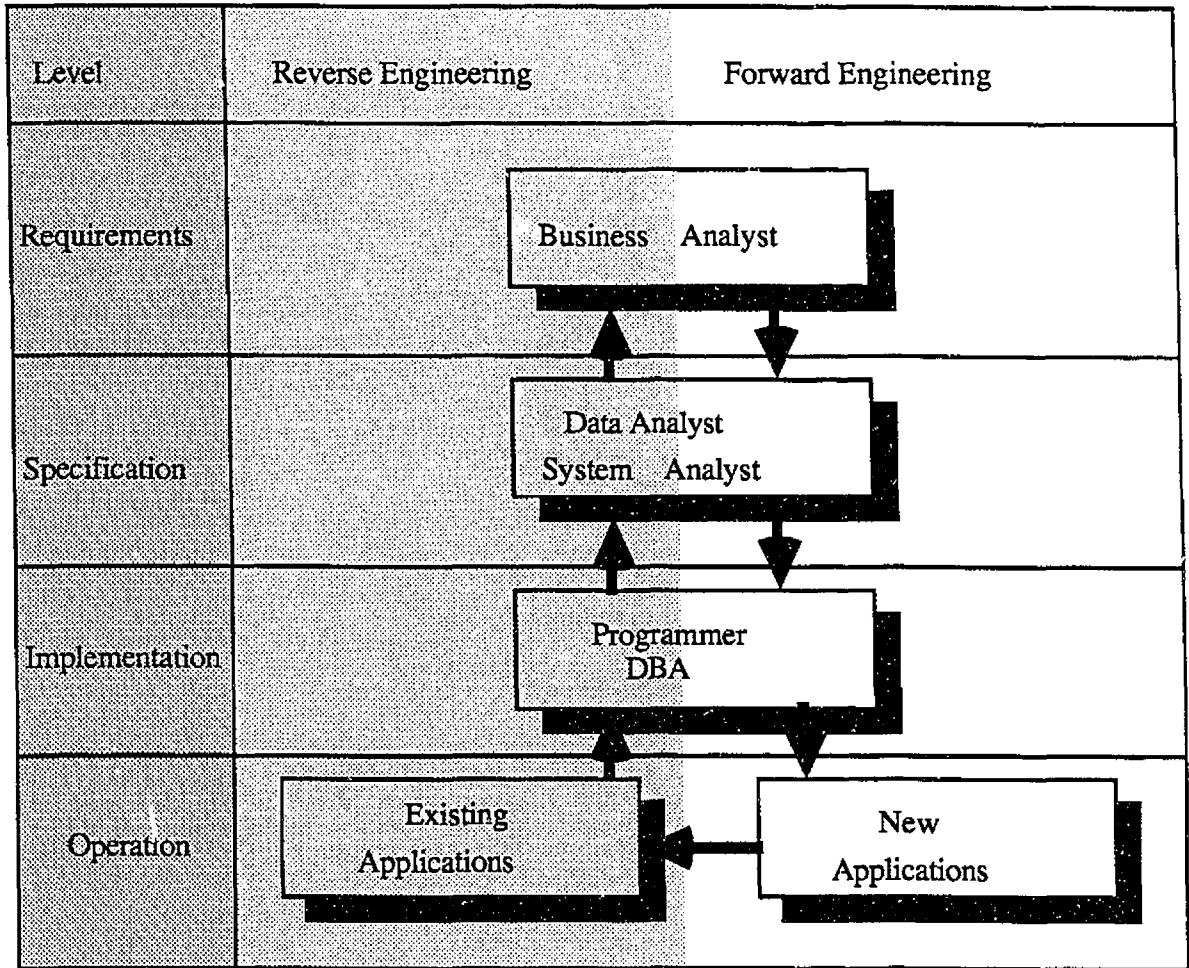 Level
Reverse Engineering
Forward Engineering
Requirements
Business Analyst
Specification
Data Analyst
System Analyst
Implementation
Programmer
DBA
Operation
Existing
Applications
New
Applications